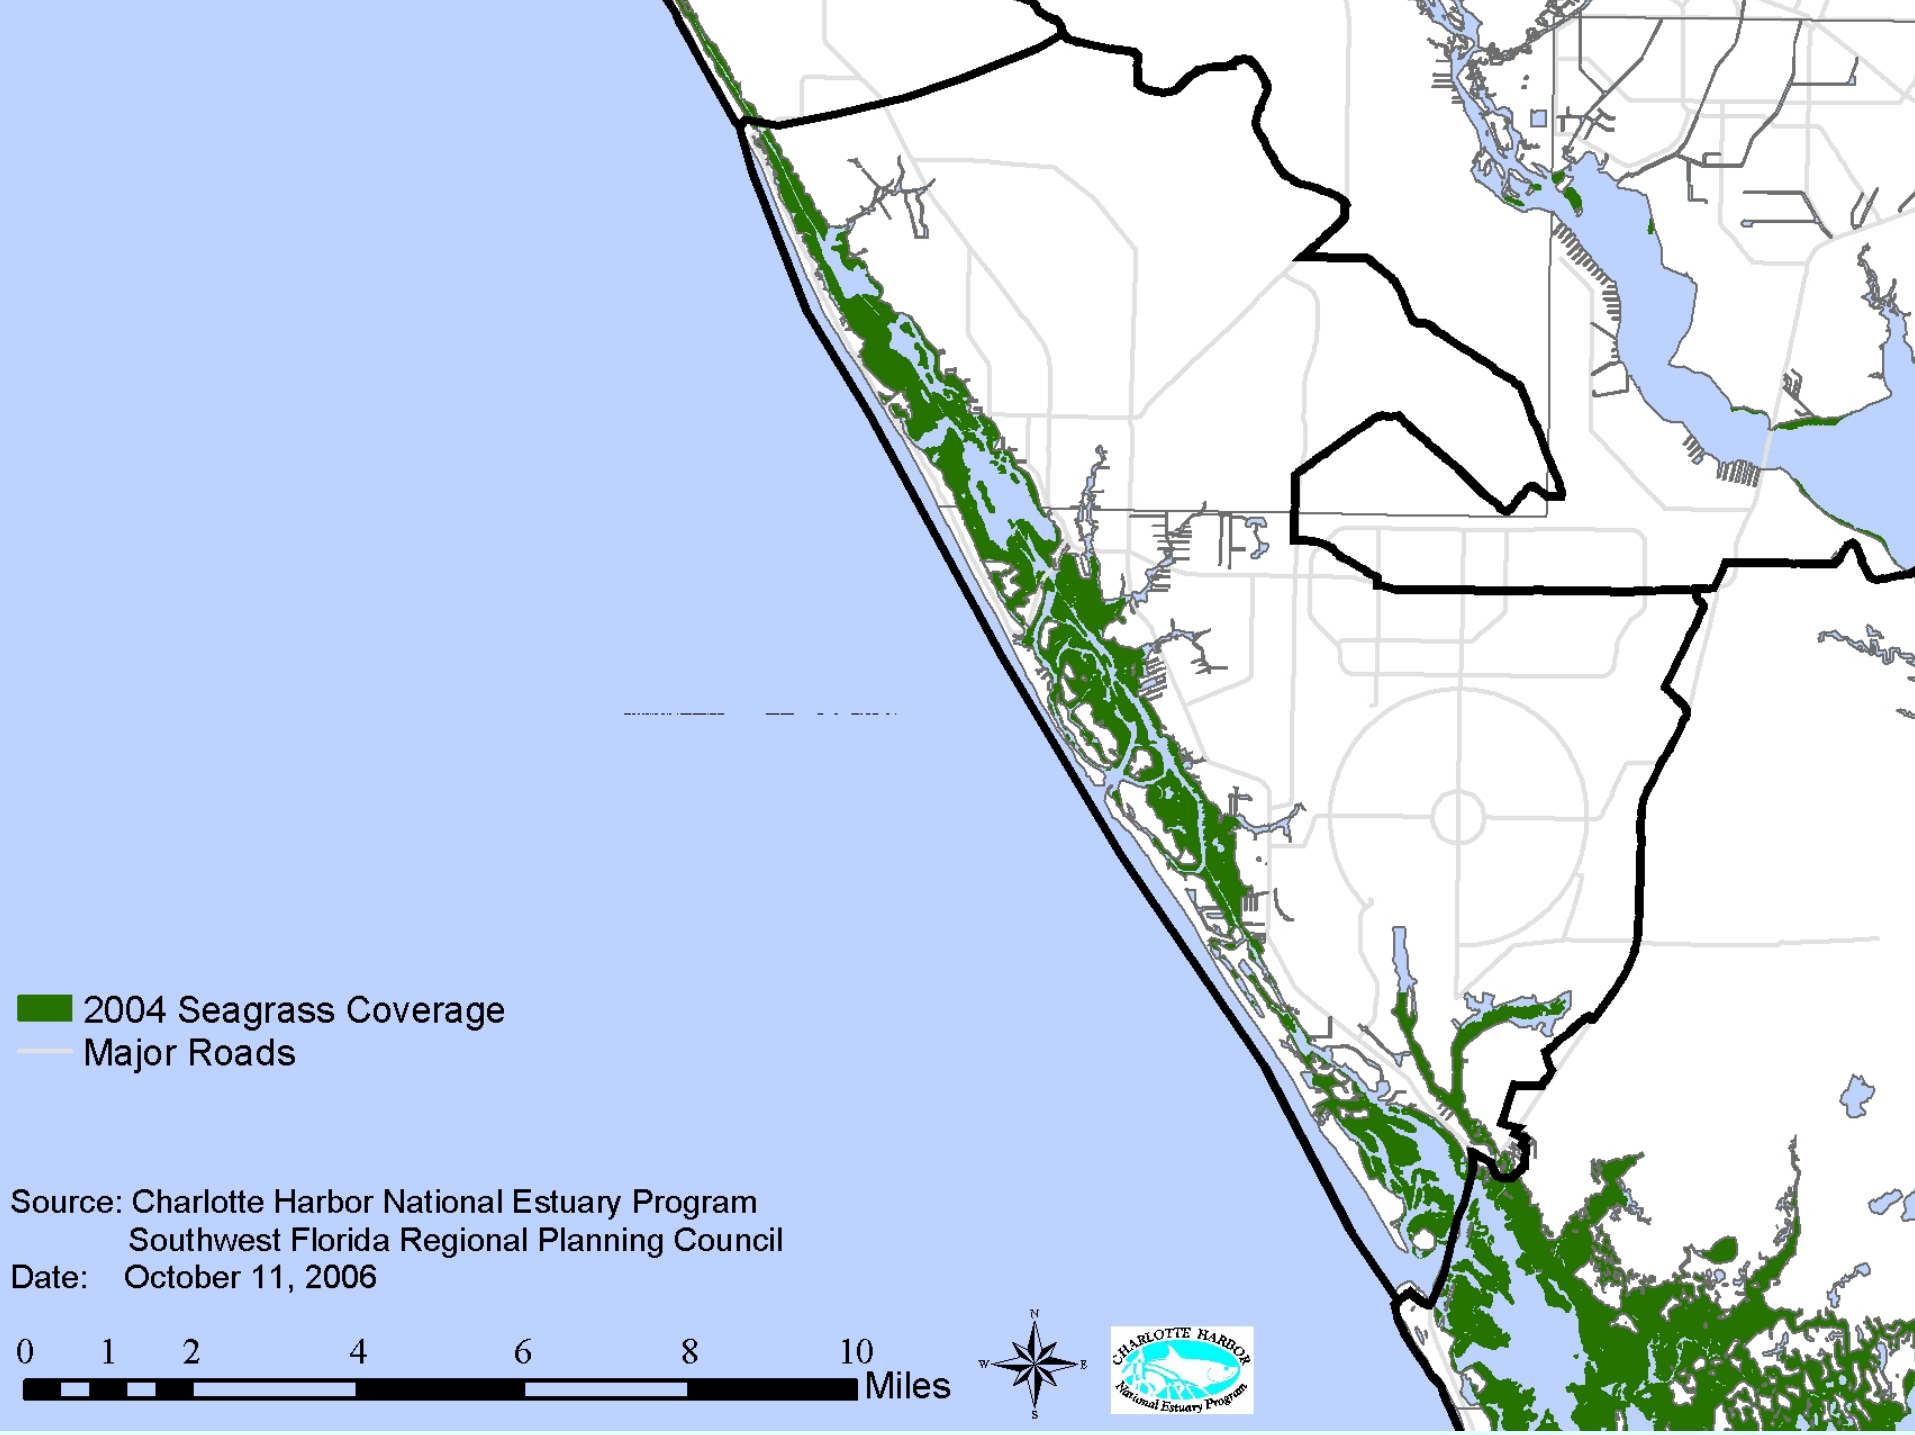 2004 Seagrass Coverage
Major Roads
Source: Charlotte Harbor National Estuary Program
Southwest Florida Regional Planning Council
Date: October 11, 2006
0 1 2 4 6 8 10
Miles
N
W E
S
CHARLOTTE HARBOR
National Estuary Program